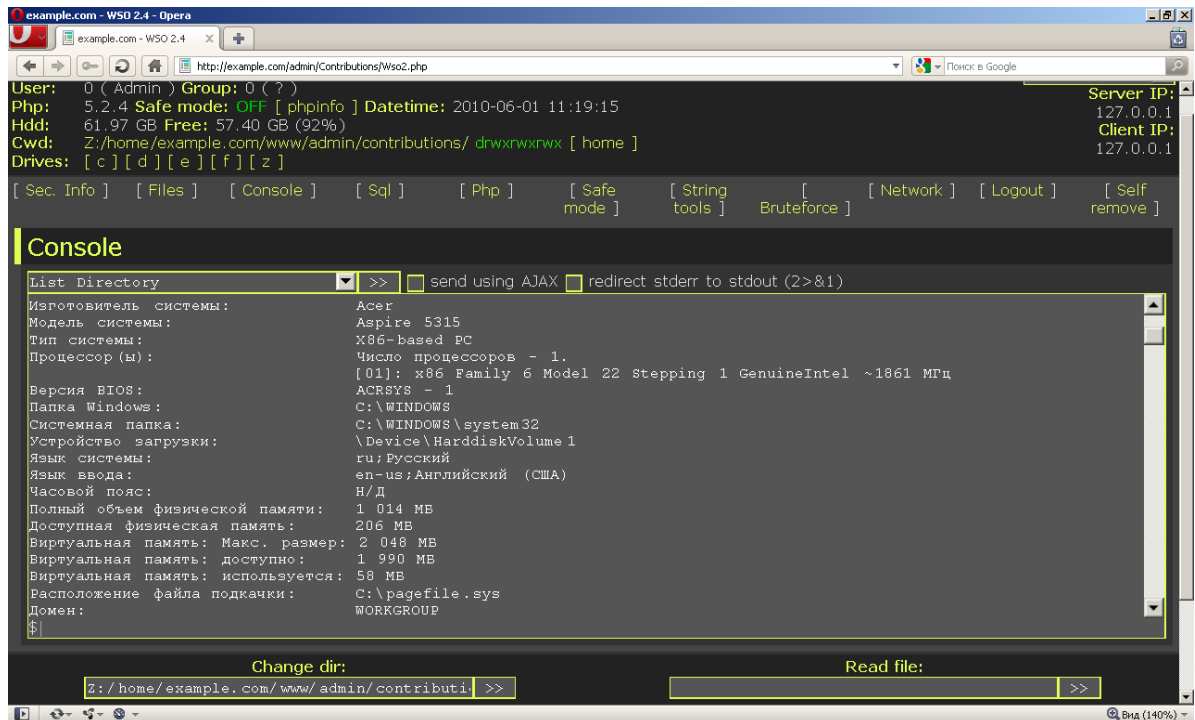 example.com - WSO 2.4 - Opera
example.com - WSO 2.4 x
http://example.com/admin/Contributions/Wso2.php Поиск в Google
User: 0 ( Admin ) Group: 0 ( ? )
Php: 5.2.4 Safe mode: OFF [ phpinfo ] Datetime: 2010-06-01 11:19:15
Hdd: 61.97 GB Free: 57.40 GB (92%)
Cwd: Z:/home/example.com/www/admin/contributions/ drwxrwxrwx [ home ]
Drives: [ c ] [ d ] [ e ] [ f ] [ z ]
Server IP:
127.0.0.1
Client IP:
127.0.0.1
[ Sec. Info ] [ Files ] [ Console ] [ Sql ] [ Php ] [ Safe mode ] [ String tools ] [ Bruteforce ] [ Network ] [ Logout ] [ Self remove ]
Console
List Directory >> send using AJAX redirect stderr to stdout (2>&1)
Изготовитель системы: Acer
Модель системы: Aspire 5315
Тип системы: X86-based PC
Процессор(ы): Число процессоров - 1.
[01]: x86 Family 6 Model 22 Stepping 1 GenuineIntel ~1861 МГц
Версия BIOS: ACRSYS - 1
Папка Windows: C:\WINDOWS
Системная папка: C:\WINDOWS\system32
Устройство загрузки: \Device\HarddiskVolume1
Язык системы: ru;Русский
Язык ввода: en-us;Английский (США)
Часовой пояс: Н/Д
Полный объем физической памяти: 1 014 МБ
Доступная физическая память: 206 МБ
Виртуальная память: Макс. размер: 2 048 МБ
Виртуальная память: доступно: 1 990 МБ
Виртуальная память: используется: 58 МБ
Расположение файла подкачки: C:\pagefile.sys
Домен: WORKGROUP
$
Change dir: Read file:
Z:/home/example.com/www/admin/contributi >> >>
Вид (140%)